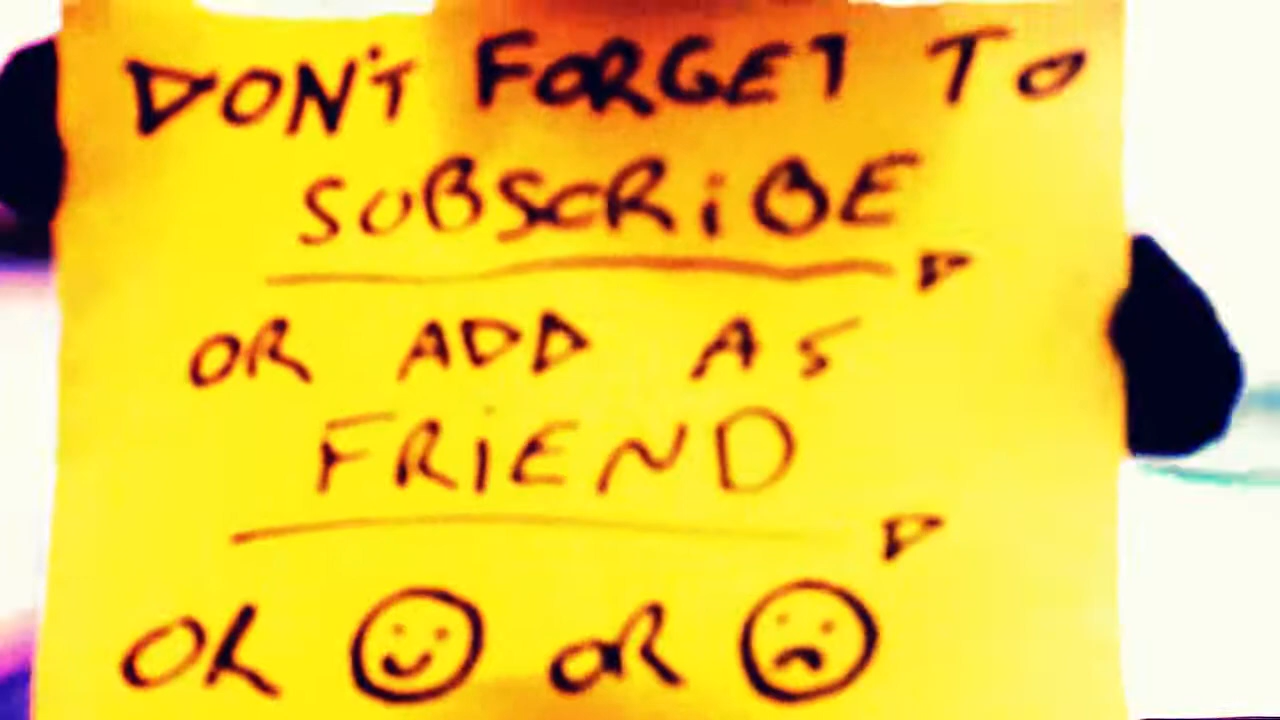 DON'T FORGET TO
SUBSCRIBE
OR ADD AS
FRIEND
OR ☺ OR ☹